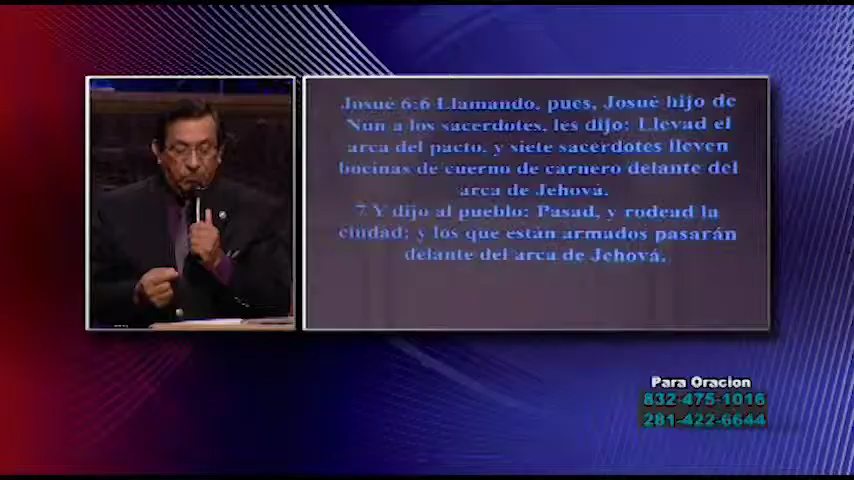 Josué 6:6 Llamando, pues, Josué hijo de
Nun a los sacerdotes, les dijo: Llevad el
arca del pacto, y siete sacerdotes lleven
bocinas de cuerno de carnero delante del
arca de Jehová.
7 Y dijo al pueblo: Pasad, y rodead la
ciudad; y los que están armados pasarán
delante del arca de Jehová.
Para Oracion
832-475-1016
281-422-6644